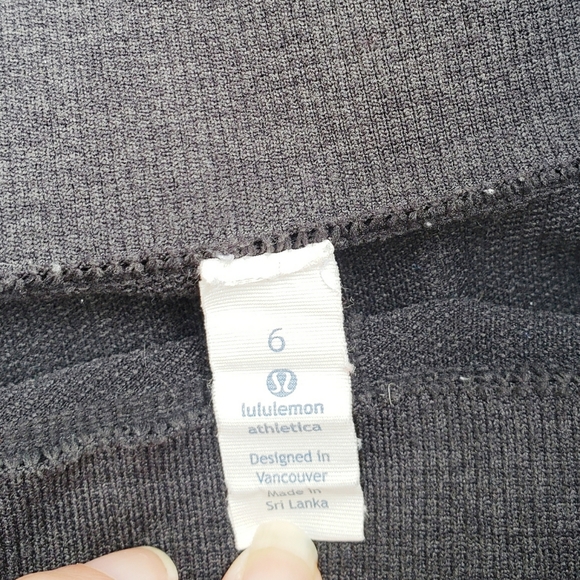 6
lululemon
athletica
Designed in
Vancouver
Made in
Sri Lanka